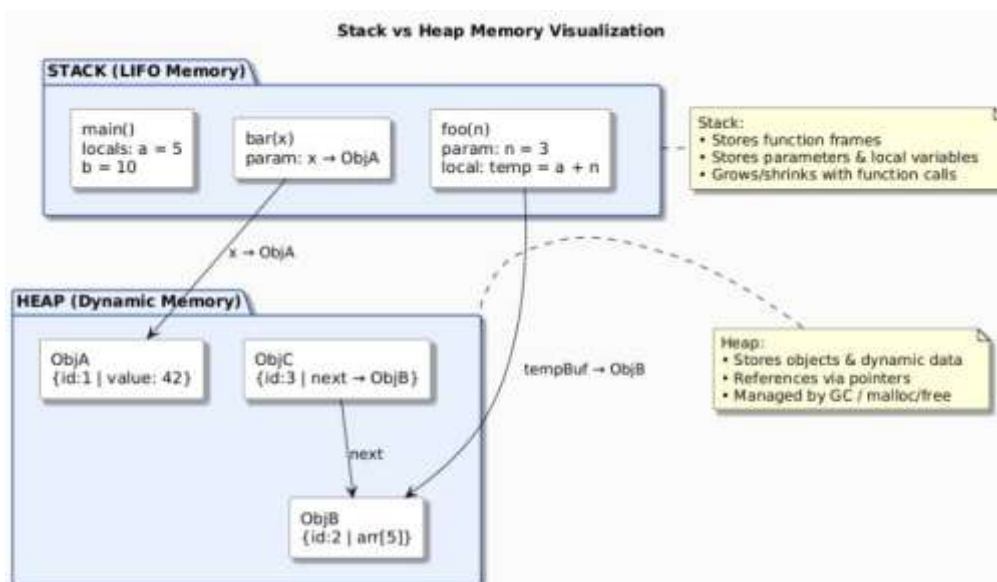 Stack vs Heap Memory Visualization
STACK (LIFO Memory)
main()
locals: a = 5
b = 10
bar(x)
param: x → ObjA
foo(n)
param: n = 3
local: temp = a + n
Stack:
• Stores function frames
• Stores parameters & local variables
• Grows/shrinks with function calls
x → ObjA
HEAP (Dynamic Memory)
ObjA
{id:1 | value: 42}
ObjC
{id:3 | next → ObjB}
tempBuf → ObjB
Heap:
• Stores objects & dynamic data
• References via pointers
• Managed by GC / malloc/free
next
ObjB
{id:2 | arr[5]}